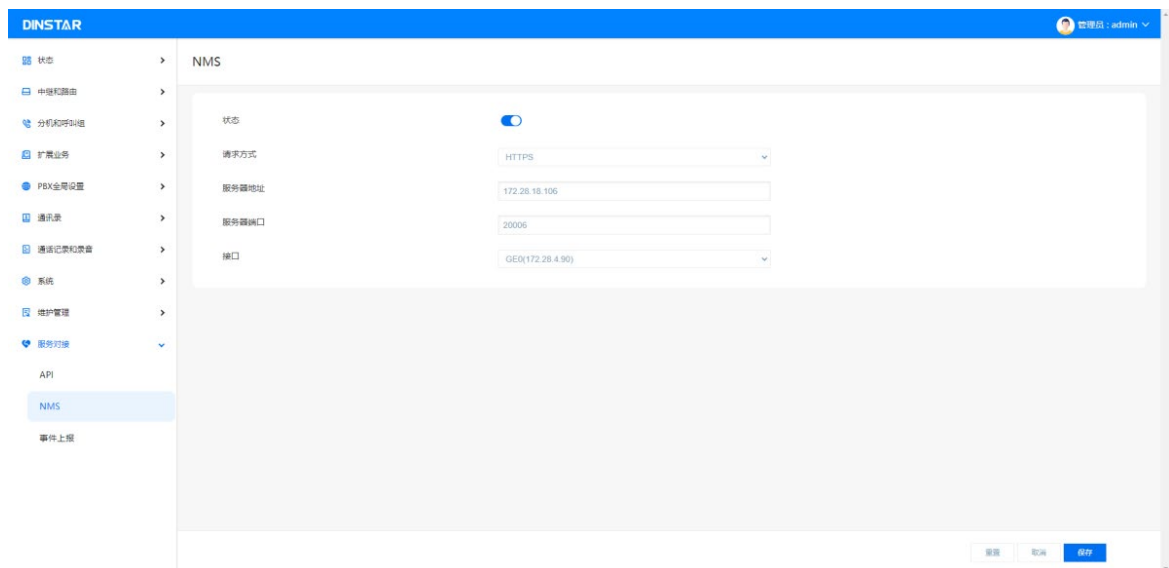 DINSTAR
管理员 : admin
状态
中继和路由
分机和呼叫组
扩展业务
PBX全局设置
通讯录
通话记录和录音
系统
维护管理
服务对接
API
NMS
事件上报
NMS
状态
请求方式
HTTPS
服务器地址
172.28.18.106
服务器端口
20006
接口
GE0(172.28.4.90)
重置
取消
保存